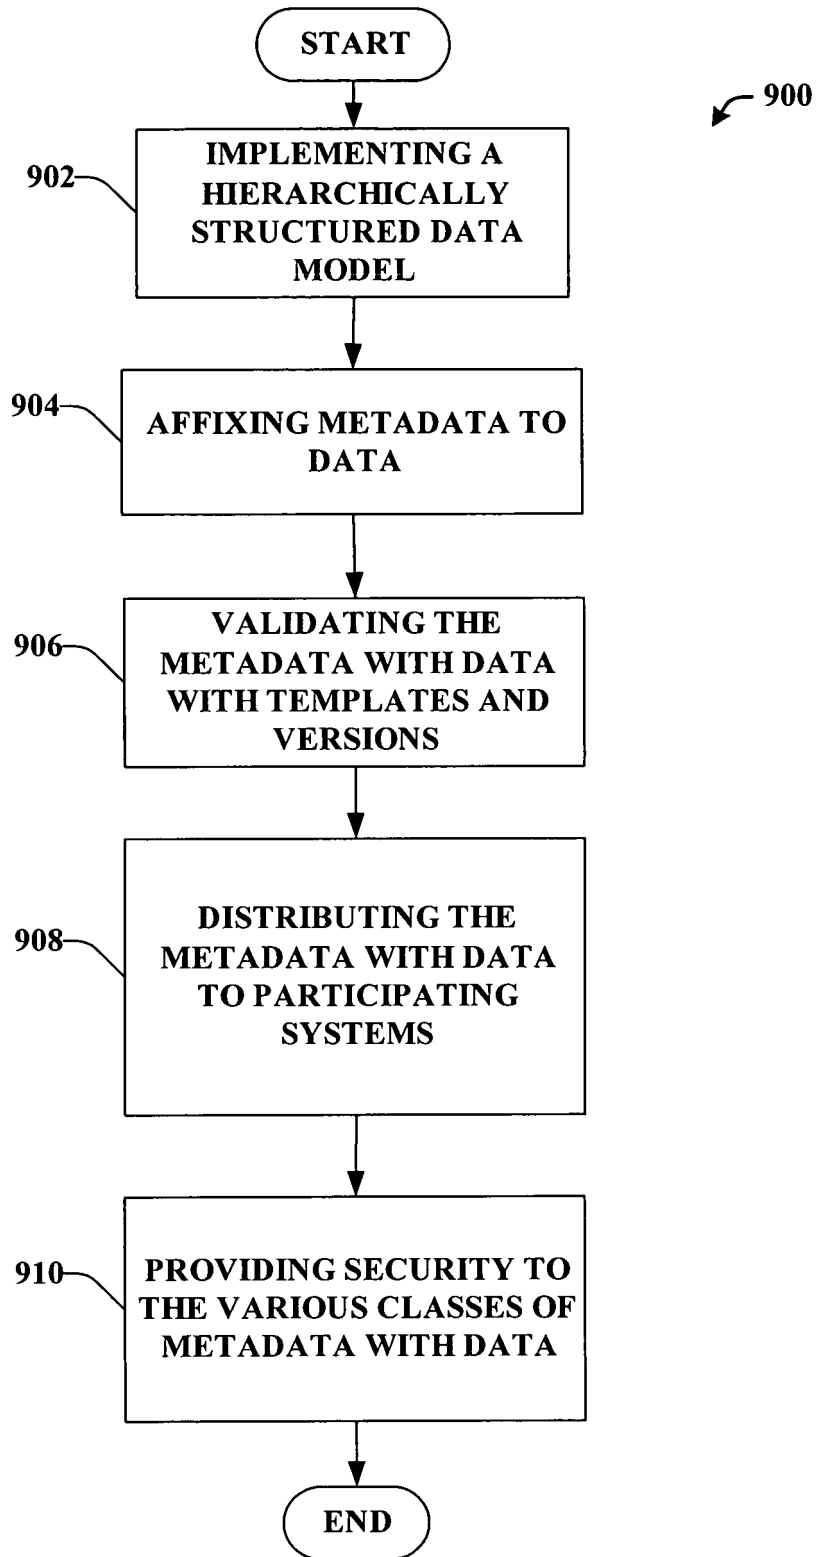 START
900
902
IMPLEMENTING A
HIERARCHICALLY
STRUCTURED DATA
MODEL
904
AFFIXING METADATA TO
DATA
906
VALIDATING THE
METADATA WITH DATA
WITH TEMPLATES AND
VERSIONS
908
DISTRIBUTING THE
METADATA WITH DATA
TO PARTICIPATING
SYSTEMS
910
PROVIDING SECURITY TO
THE VARIOUS CLASSES OF
METADATA WITH DATA
END